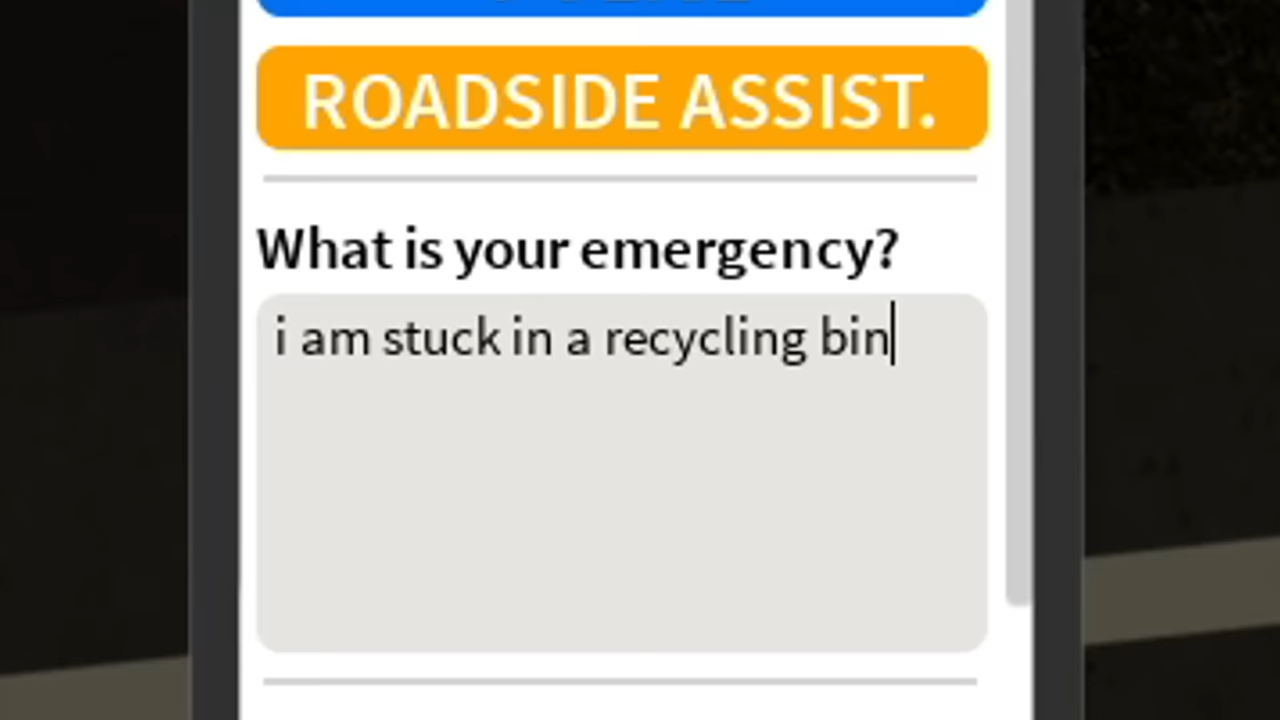 ROADSIDE ASSIST.
What is your emergency?
i am stuck in a recycling bin